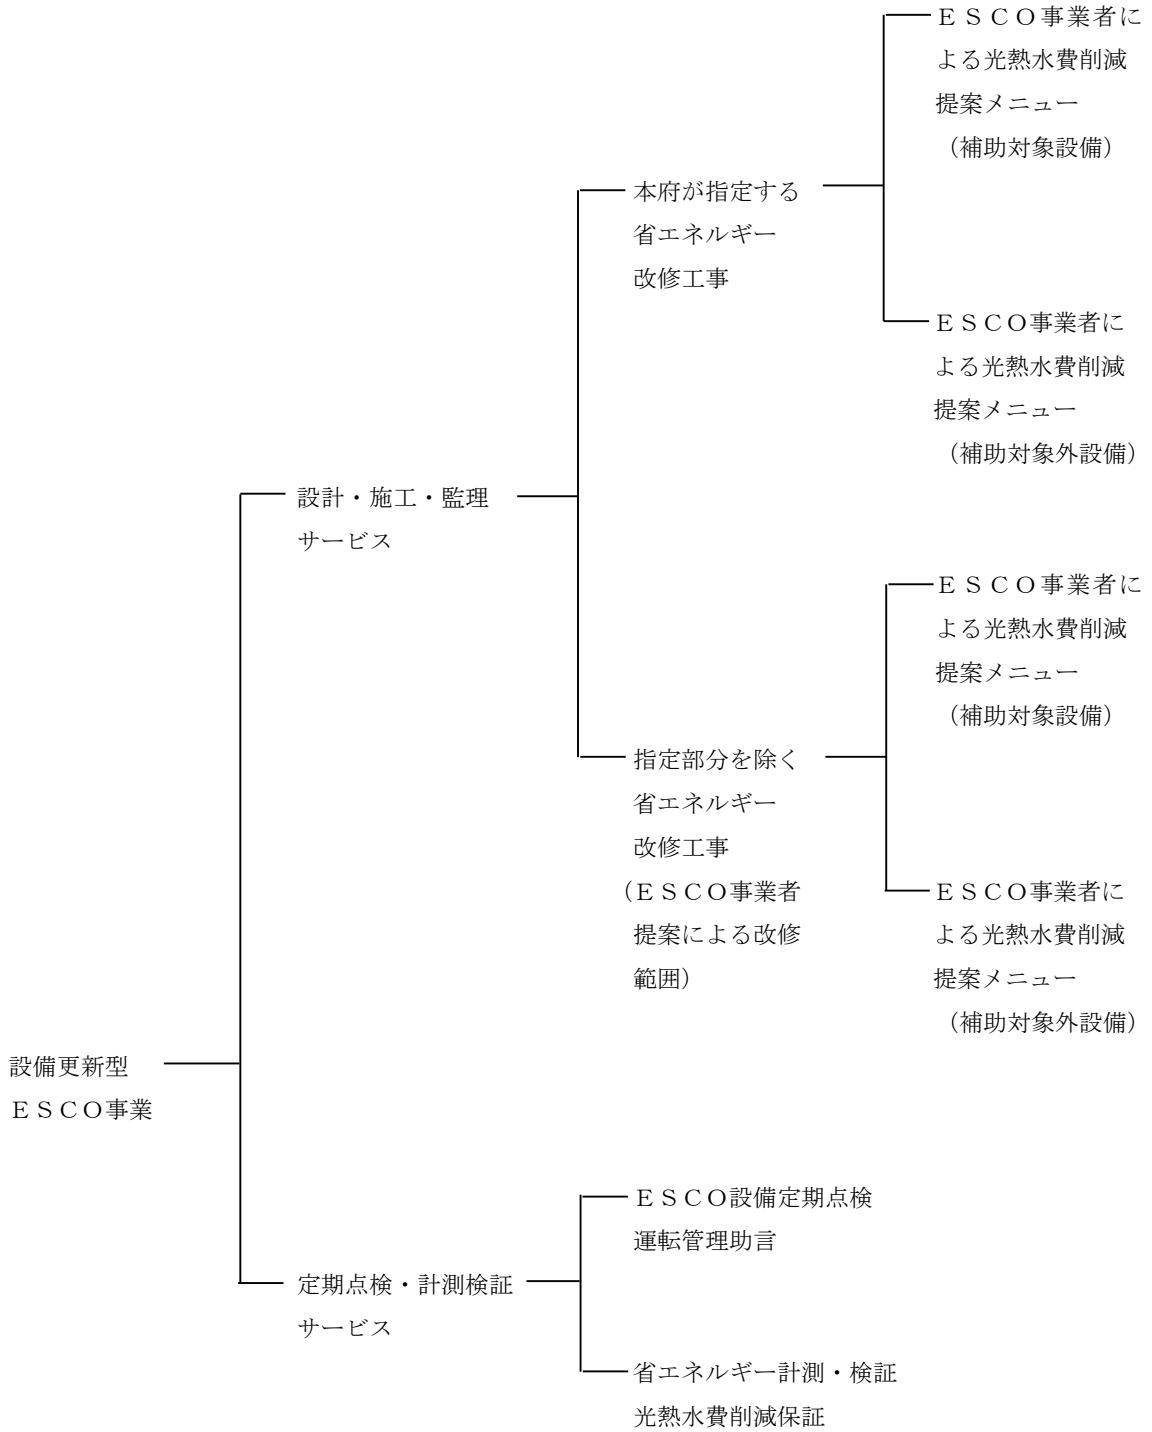 ＥＳＣＯ事業者に
よる光熱水費削減
提案メニュー
（補助対象設備）
本府が指定する
省エネルギー
改修工事
ＥＳＣＯ事業者に
よる光熱水費削減
提案メニュー
（補助対象外設備）
設計・施工・監理
サービス
ＥＳＣＯ事業者に
よる光熱水費削減
提案メニュー
（補助対象設備）
指定部分を除く
省エネルギー
改修工事
（ＥＳＣＯ事業者
提案による改修
範囲）
ＥＳＣＯ事業者に
よる光熱水費削減
提案メニュー
（補助対象外設備）
設備更新型
ＥＳＣＯ事業
ＥＳＣＯ設備定期点検
運転管理助言
定期点検・計測検証
サービス
省エネルギー計測・検証
光熱水費削減保証